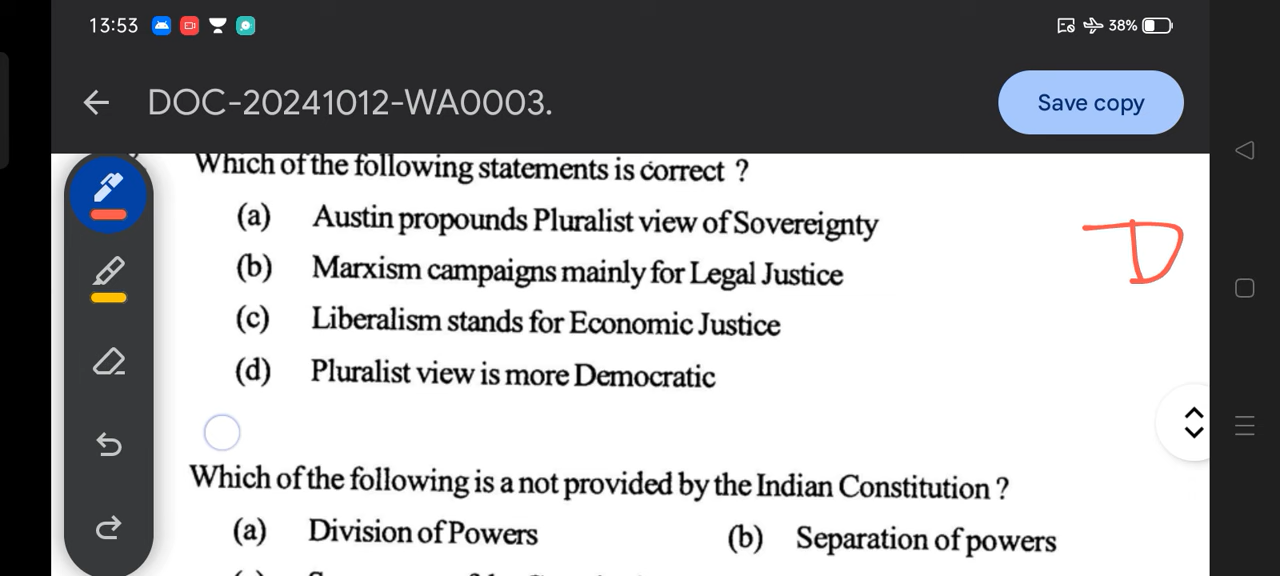 13:53
38%
DOC-20241012-WA0003.
Save copy
Which of the following statements is correct ?
(a) Austin propounds Pluralist view of Sovereignty
D
(b) Marxism campaigns mainly for Legal Justice
(c) Liberalism stands for Economic Justice
(d) Pluralist view is more Democratic
Which of the following is a not provided by the Indian Constitution ?
(a) Division of Powers (b) Separation of powers